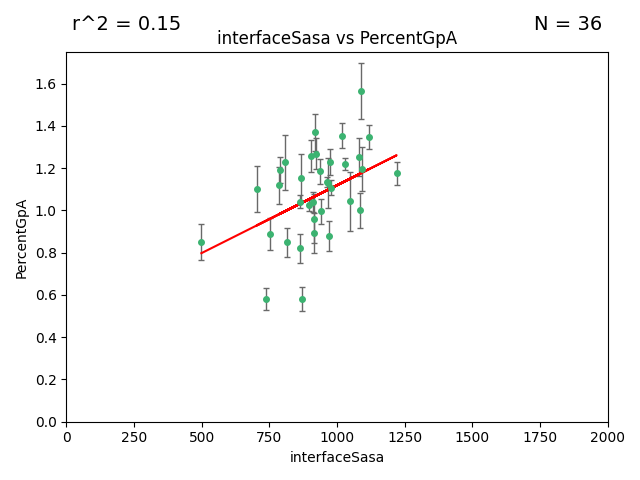 r^2 = 0.15
N = 36
interfaceSasa vs PercentGpA
PercentGpA
1.6
1.4
1.2
1.0
0.8
0.6
0.4
0.2
0.0
0 250 500 750 1000 1250 1500 1750 2000
interfaceSasa